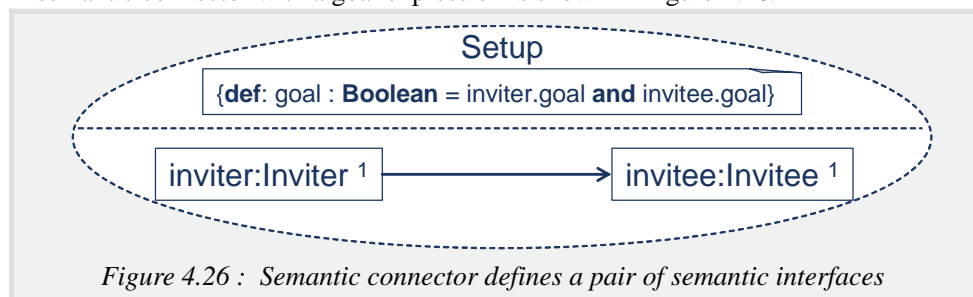 Setup
{def: goal : Boolean = inviter.goal and invitee.goal}
inviter:Inviter 1 invitee:Invitee 1
Figure 4.26 : Semantic connector defines a pair of semantic interfaces